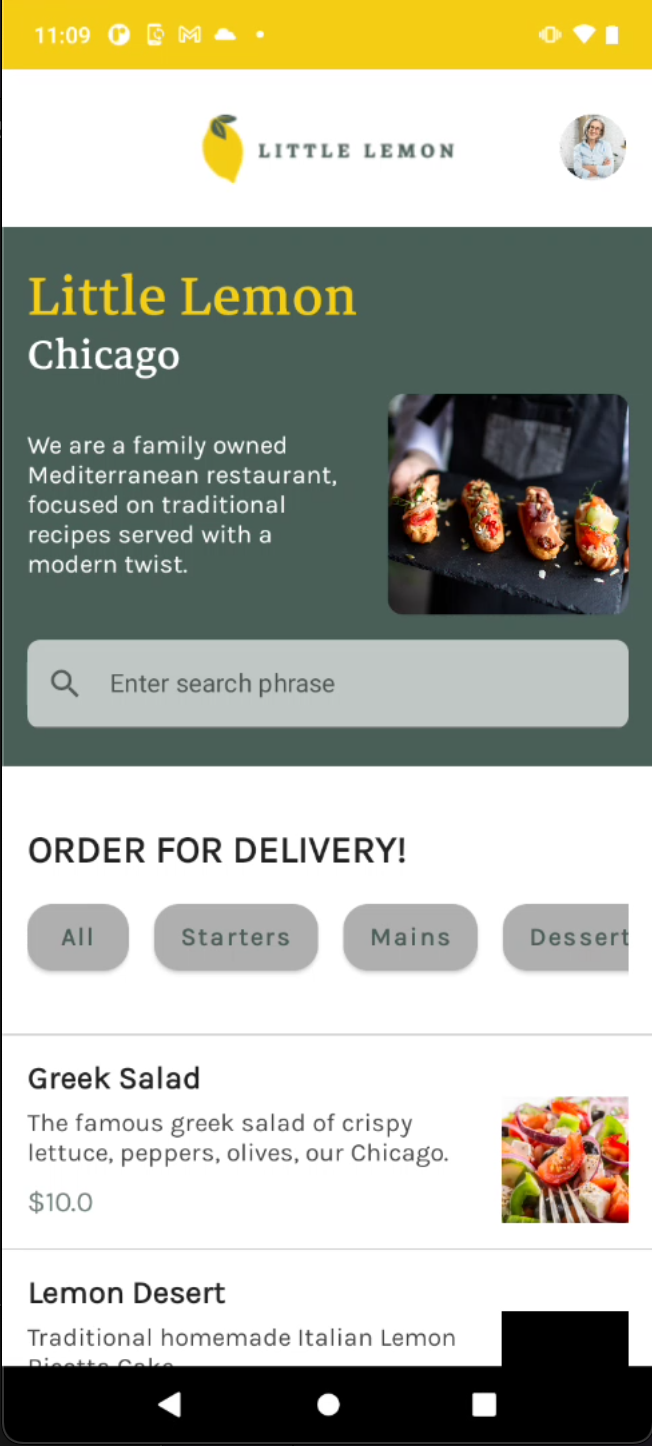 11:09
LITTLE LEMON
Little Lemon
Chicago
We are a family owned
Mediterranean restaurant,
focused on traditional
recipes served with a
modern twist.
Enter search phrase
ORDER FOR DELIVERY!
All Starters Mains Dessert
Greek Salad
The famous greek salad of crispy
lettuce, peppers, olives, our Chicago.
$10.0
Lemon Desert
Traditional homemade Italian Lemon
Ricotta Cake